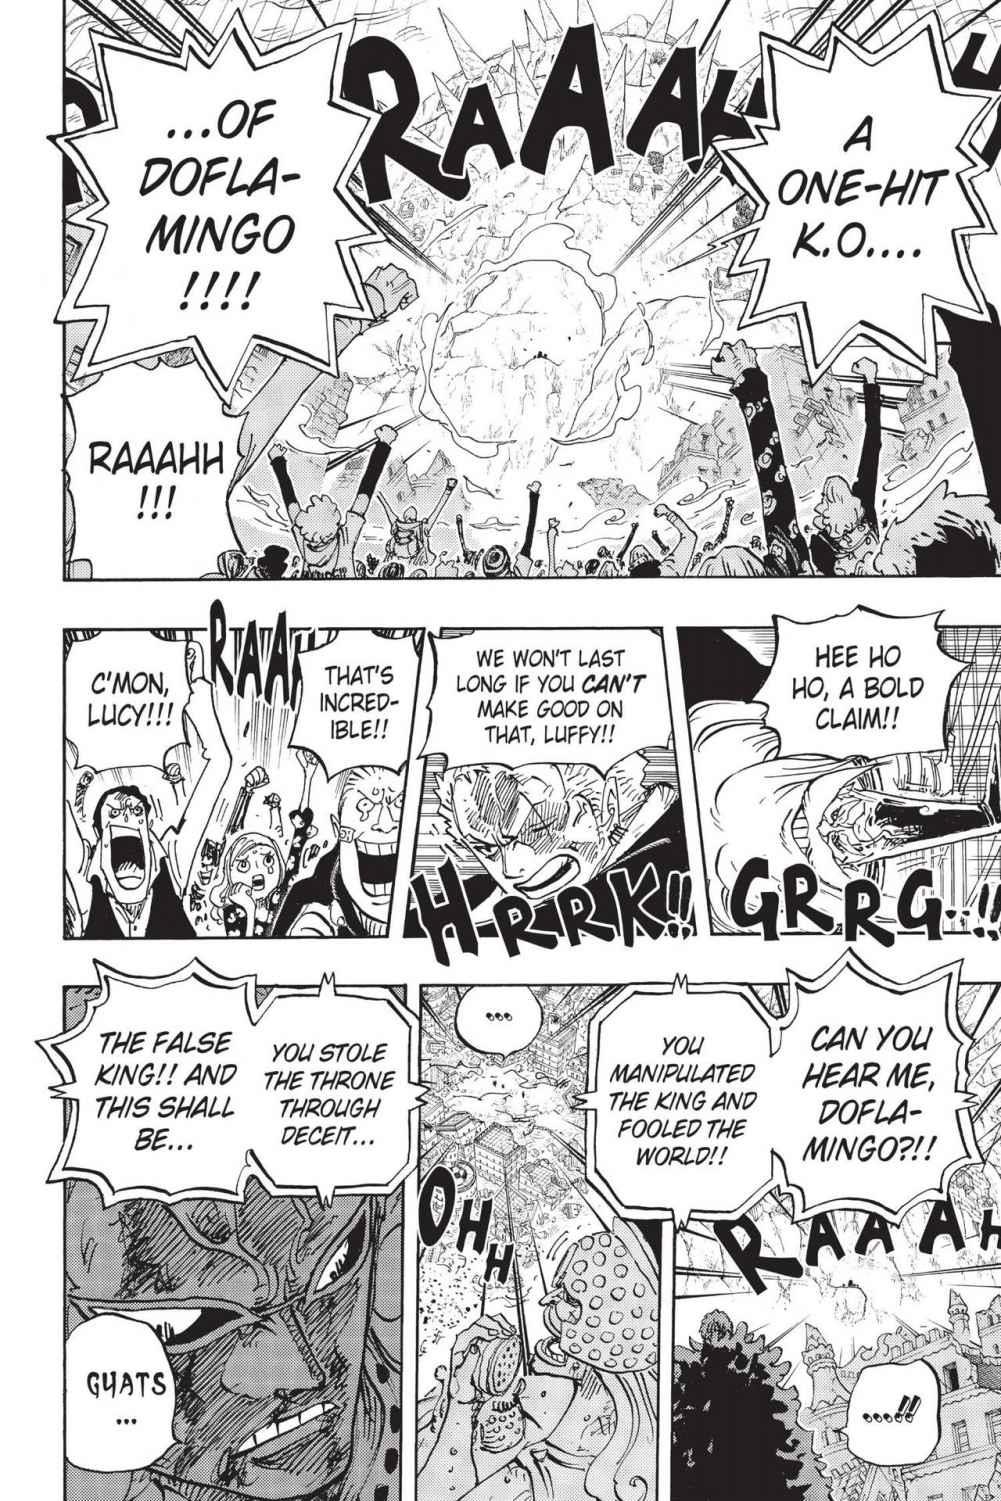 A
ONE-HIT
K.O....
RAAAH
...OF
DOFLA-
MINGO
!!!!
RAAAHH
!!!
HEE HO
HO, A BOLD
CLAIM!!
GRRG..!!
WE WON'T LAST
LONG IF YOU CAN'T
MAKE GOOD ON
THAT, LUFFY!!
HRRRK!!
THAT'S
INCRED-
IBLE!!
RAAAH
C'MON,
LUCY!!!
CAN YOU
HEAR ME,
DOFLA-
MINGO?!!
RAAAAH
...!!
YOU
MANIPULATED
THE KING AND
FOOLED THE
WORLD!!
...
OHH
YOU STOLE
THE THRONE
THROUGH
DECEIT...
THE FALSE
KING!! AND
THIS SHALL
BE...
GYATS
...